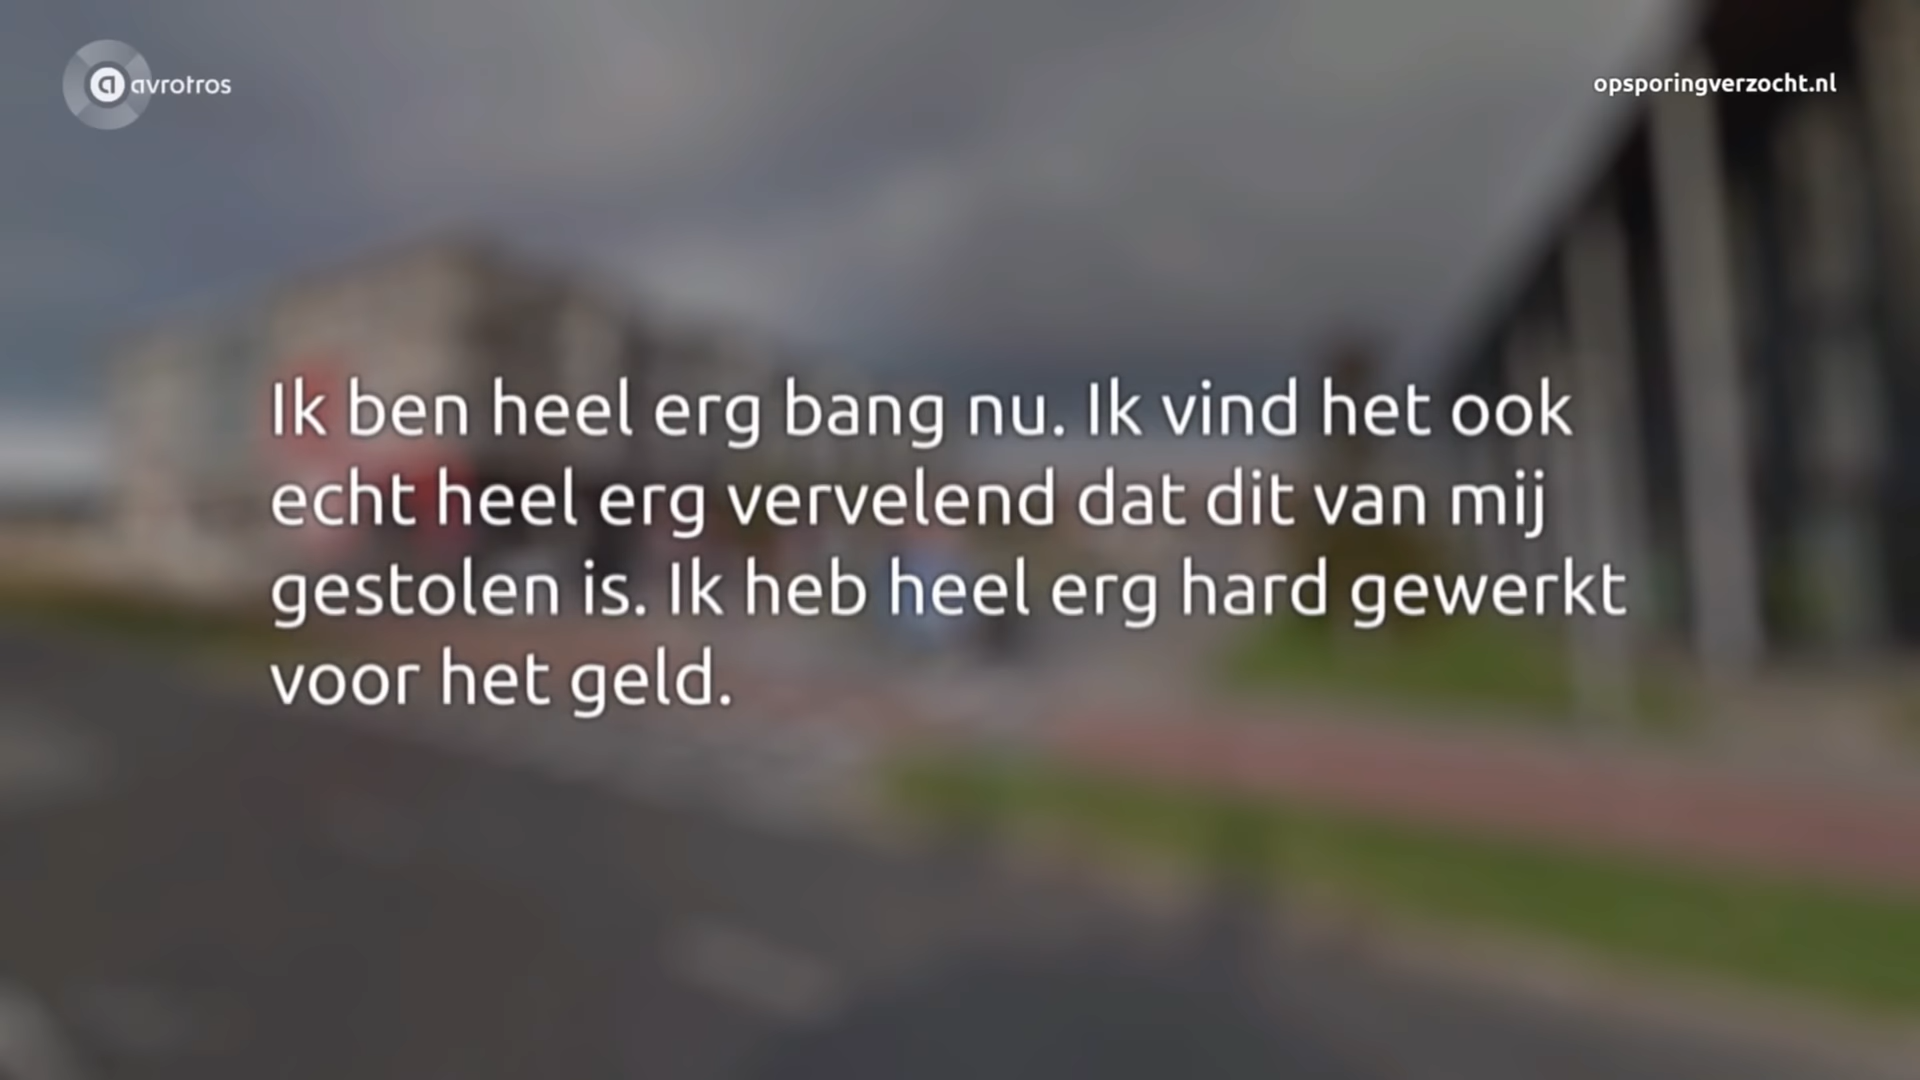 avrotros
opsporingverzocht.nl
Ik ben heel erg bang nu. Ik vind het ook
echt heel erg vervelend dat dit van mij
gestolen is. Ik heb heel erg hard gewerkt
voor het geld.